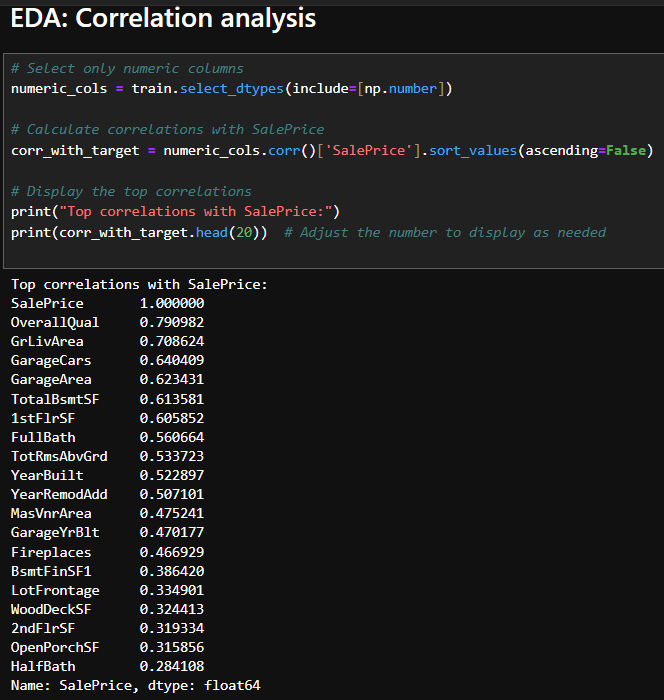 EDA: Correlation analysis
# Select only numeric columns
numeric_cols = train.select_dtypes(include=[np.number])
# Calculate correlations with SalePrice
corr_with_target = numeric_cols.corr()['SalePrice'].sort_values(ascending=False)
# Display the top correlations
print("Top correlations with SalePrice:")
print(corr_with_target.head(20))  # Adjust the number to display as needed
Top correlations with SalePrice:
SalePrice       1.000000
OverallQual     0.790982
GrLivArea       0.708624
GarageCars      0.640409
GarageArea      0.623431
TotalBsmtSF     0.613581
1stFlrSF        0.605852
FullBath        0.560664
TotRmsAbvGrd    0.533723
YearBuilt       0.522897
YearRemodAdd    0.507101
MasVnrArea      0.475241
GarageYrBlt     0.470177
Fireplaces      0.466929
BsmtFinSF1      0.386420
LotFrontage     0.334901
WoodDeckSF      0.324413
2ndFlrSF        0.319334
OpenPorchSF     0.315856
HalfBath        0.284108
Name: SalePrice, dtype: float64